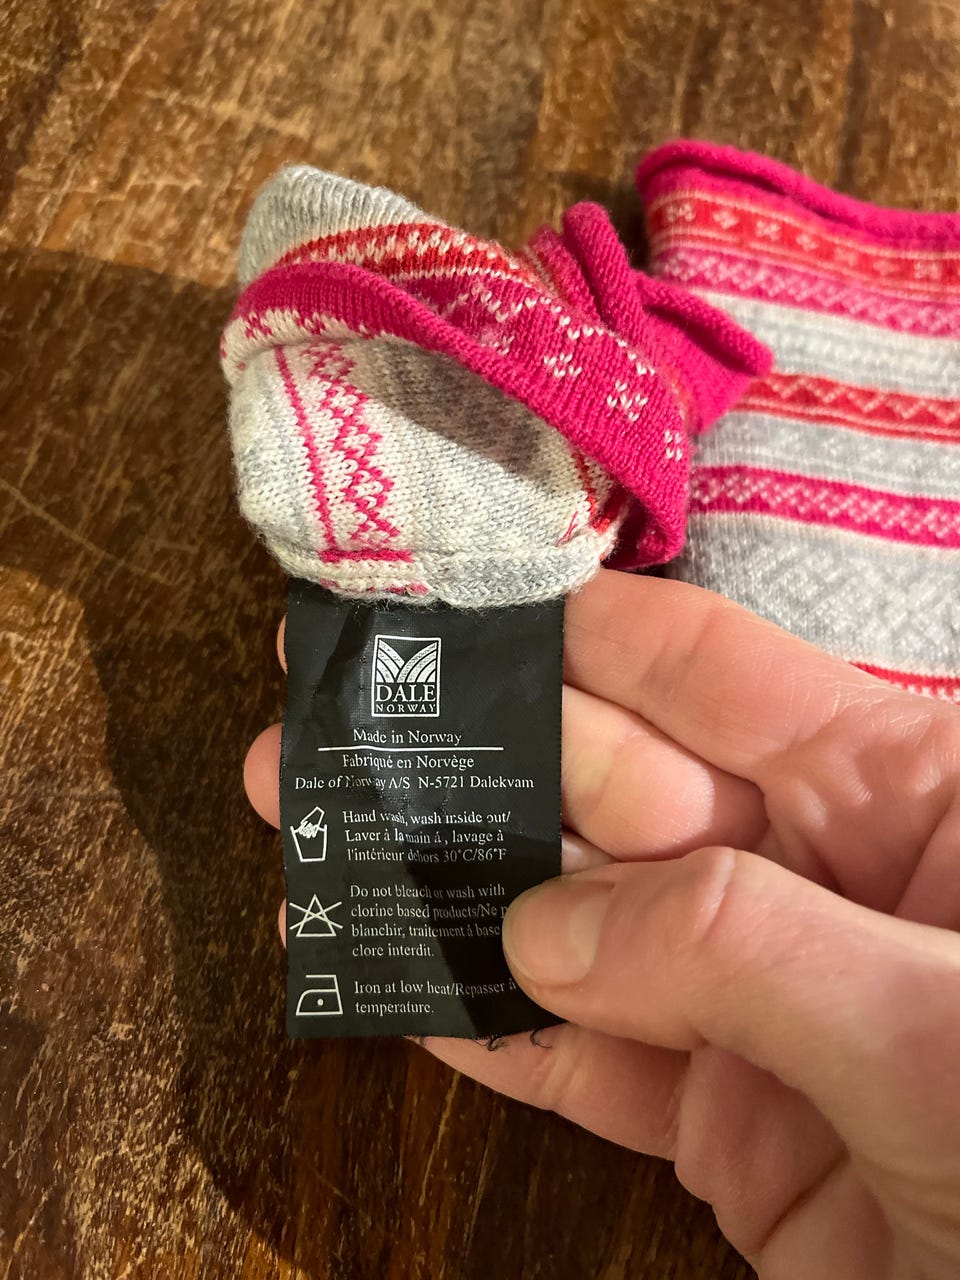 DALE
NORWAY
Made in Norway
Fabriqué en Norvège
Dale of Norway A/S N-5721 Dalekvam
Hand wash, wash inside out/
Laver à la main á , lavage à
l'intérieur dehors 30°C/86°F
Do not bleach or wash with
clorine based products/Ne
blanchir, traitement à base
clore interdit.
Iron at low heat/Repasser à
temperature.